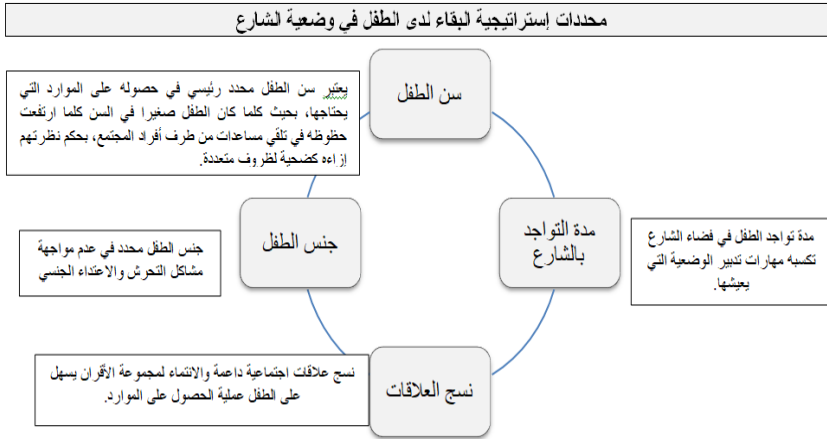 محددات إستراتيجية البقاء لدى الطفل في وضعية الشارع
سن الطفل
يعتبر سن الطفل محدد رئيسي في حصوله على الموارد التي
يحتاجها، بحيث كلما كان الطفل صغيرا في السن كلما ارتفعت
حظوظه في تلقي مساعدات من طرف أفراد المجتمع، بحكم نظرتهم
إزاءه كضحية لظروف متعددة.
مدة التواجد
بالشارع
مدة تواجد الطفل في فضاء الشارع
تكسبه مهارات تدبير الوضعية التي
يعيشها.
جنس الطفل
جنس الطفل محدد في عدم مواجهة
مشاكل التحرش والاعتداء الجنسي
نسج العلاقات
نسج علاقات اجتماعية داعمة والانتماء لمجموعة الأقران يسهل
على الطفل عملية الحصول على الموارد.